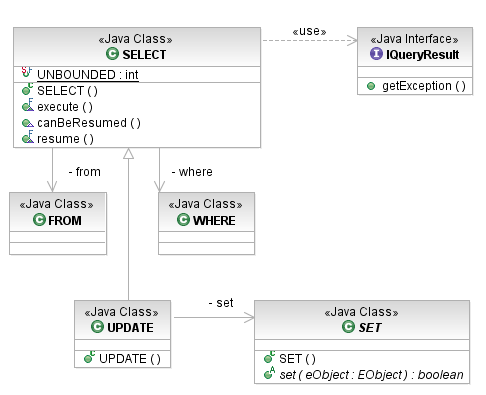 «Java Class»
SELECT
UNBOUNDED : int
SELECT ( )
execute ( )
canBeResumed ( )
resume ( )
«use»
«Java Interface»
IQueryResult
getException ( )
- from
- where
«Java Class»
FROM
«Java Class»
WHERE
«Java Class»
UPDATE
UPDATE ( )
- set
«Java Class»
SET
SET ( )
set ( eObject : EObject ) : boolean